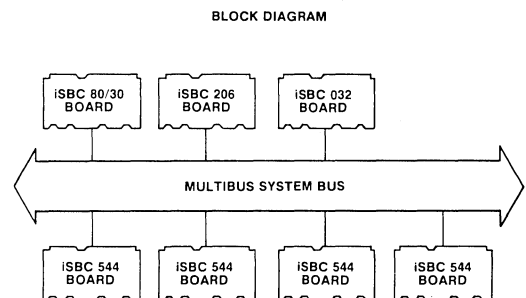 BLOCK DIAGRAM
iSBC 80/30
BOARD
iSBC 206
BOARD
iSBC 032
BOARD
MULTIBUS SYSTEM BUS
iSBC 544
BOARD
iSBC 544
BOARD
iSBC 544
BOARD
iSBC 544
BOARD